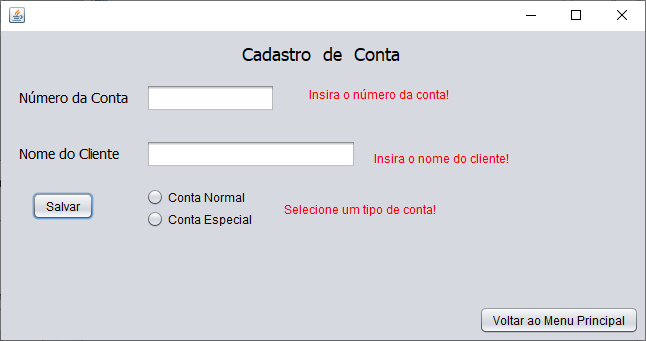 Cadastro de Conta
Número da Conta
Insira o número da conta!
Nome do Cliente
Insira o nome do cliente!
Salvar
Conta Normal
Conta Especial
Selecione um tipo de conta!
Voltar ao Menu Principal